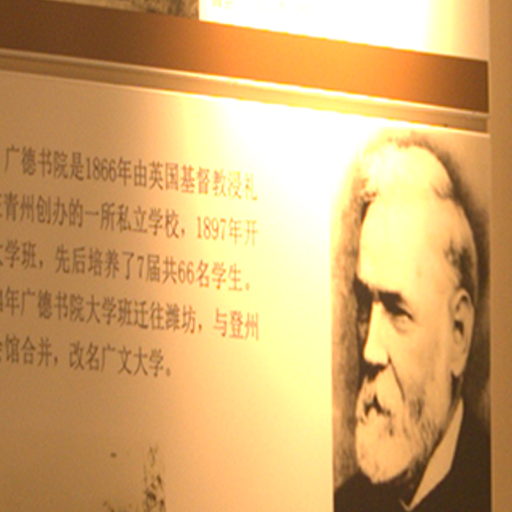 广德书院是1866年由英国基督教浸礼
青州创办的一所私立学校，1897年开
学班，先后培养了7届共66名学生。
4年广德书院大学班迁往潍坊，与登州
馆合并，改名广文大学。